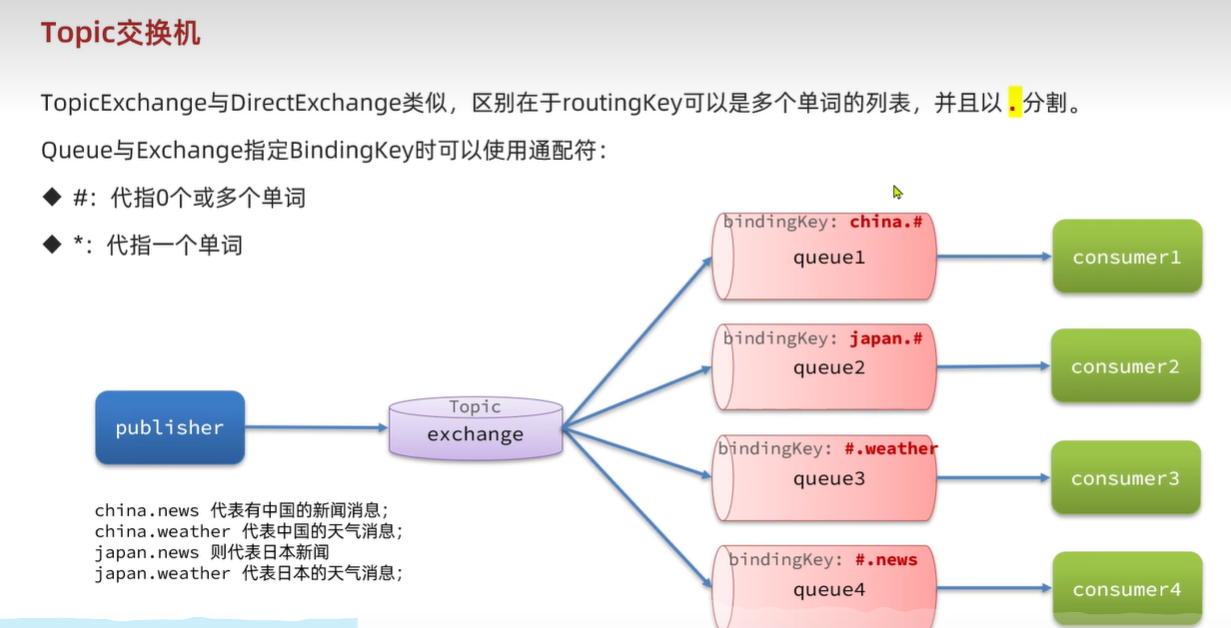 Topic交换机
TopicExchange与DirectExchange类似，区别在于routingKey可以是多个单词的列表，并且以 . 分割。
Queue与Exchange指定BindingKey时可以使用通配符：
◆ #：代指0个或多个单词
◆ *：代指一个单词
bindingKey: china.#
queue1
consumer1
bindingKey: japan.#
queue2
consumer2
publisher
Topic
exchange
bindingKey: #.weather
queue3
consumer3
bindingKey: #.news
queue4
consumer4
china.news 代表有中国的新闻消息;
china.weather 代表中国的天气消息;
japan.news 则代表日本新闻
japan.weather 代表日本的天气消息;